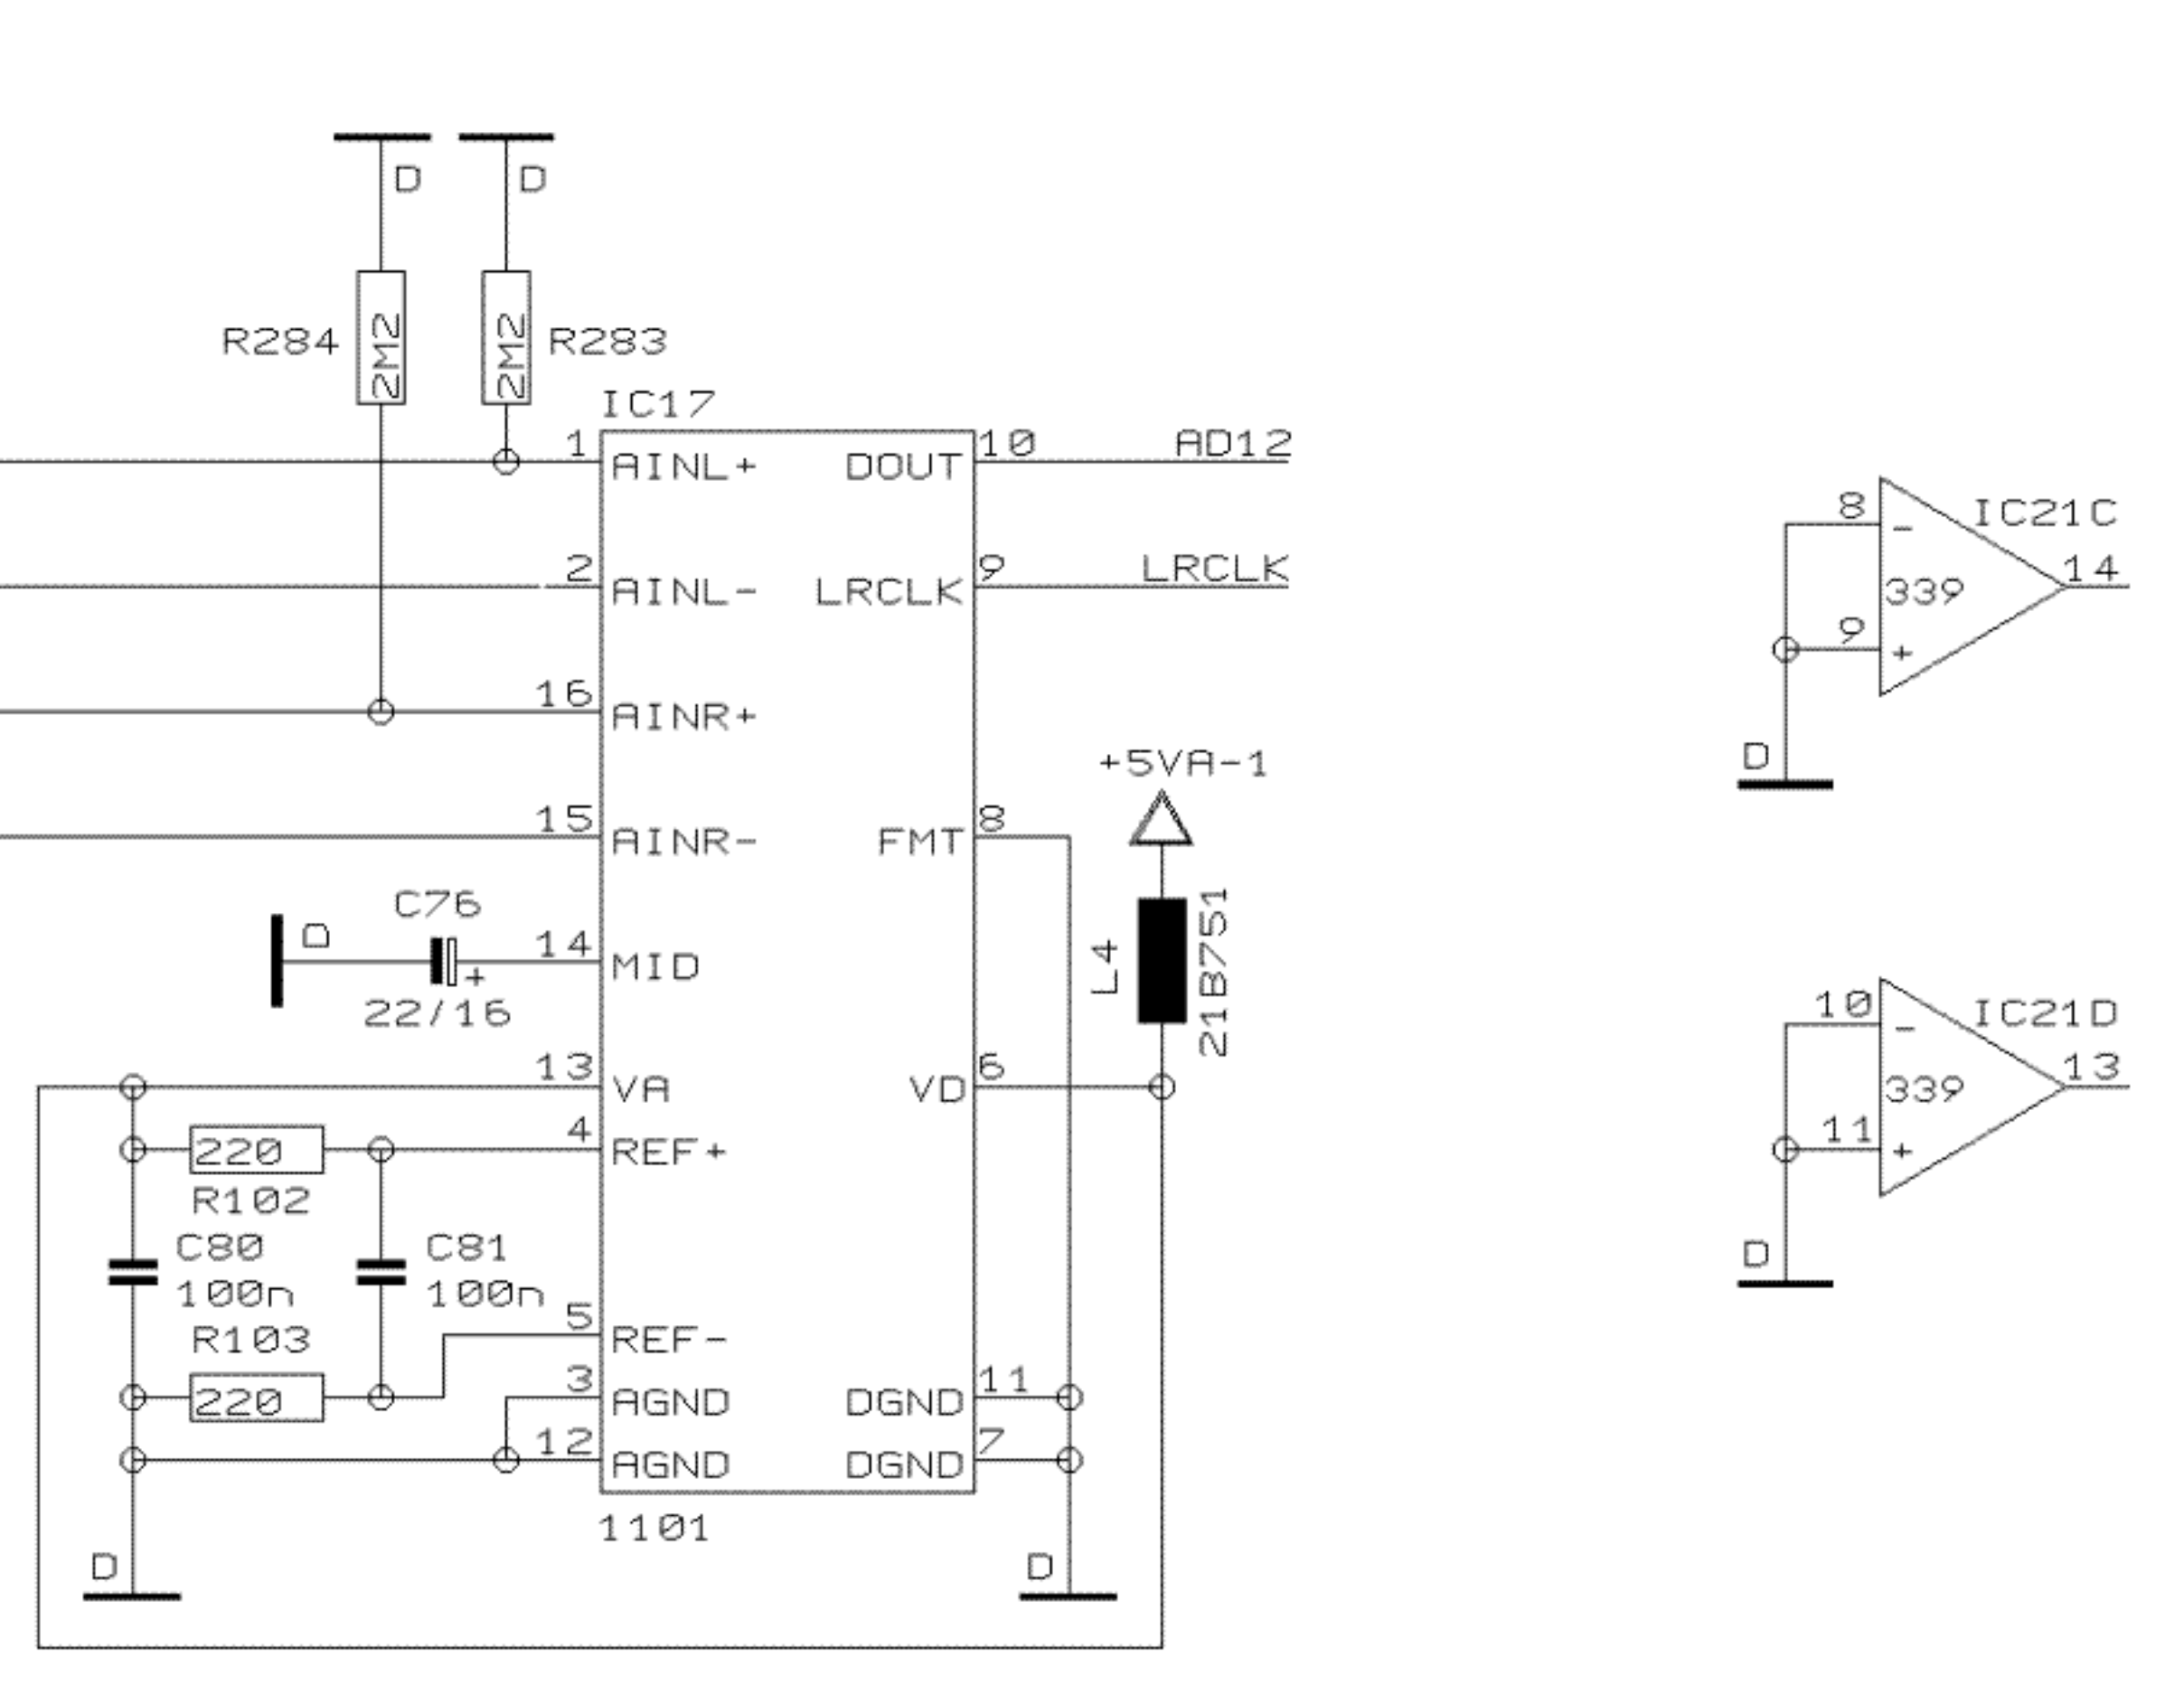 D D
R284 2M2 2M2 R283
IC17
1 10 AD12
AINL+ DOUT
8 IC21C
-
2 9 LRCLK 14
AINL- LRCLK 339
9
+
16
AINR+
D
+5VA-1
15 8
AINR- FMT
C76
D 14
MID
+
22/16
L4 21B751
10 IC21D
-
13 6 13
VA VD 339
4 11
220 REF+ +
R102
C80 C81
100n 100n
D
R103 5
REF-
3 11
220 AGND DGND
12 7
AGND DGND
1101
D D